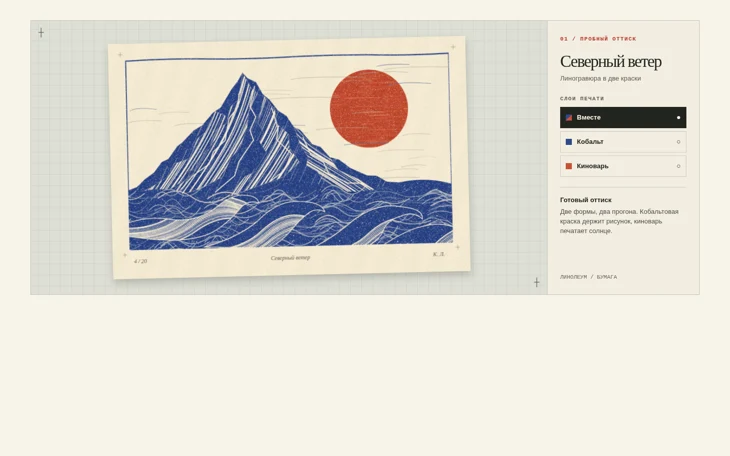 4 / 20
Северный ветер
К. Л.
01 / ПРОБНЫЙ ОТТИСК
Северный ветер
Линогравюра в две краски
СЛОИ ПЕЧАТИ
Вместе
Кобальт
Киноварь
Готовый оттиск
Две формы, два прогона. Кобальтовая
краска держит рисунок, киноварь
печатает солнце.
ЛИНОЛЕУМ / БУМАГА